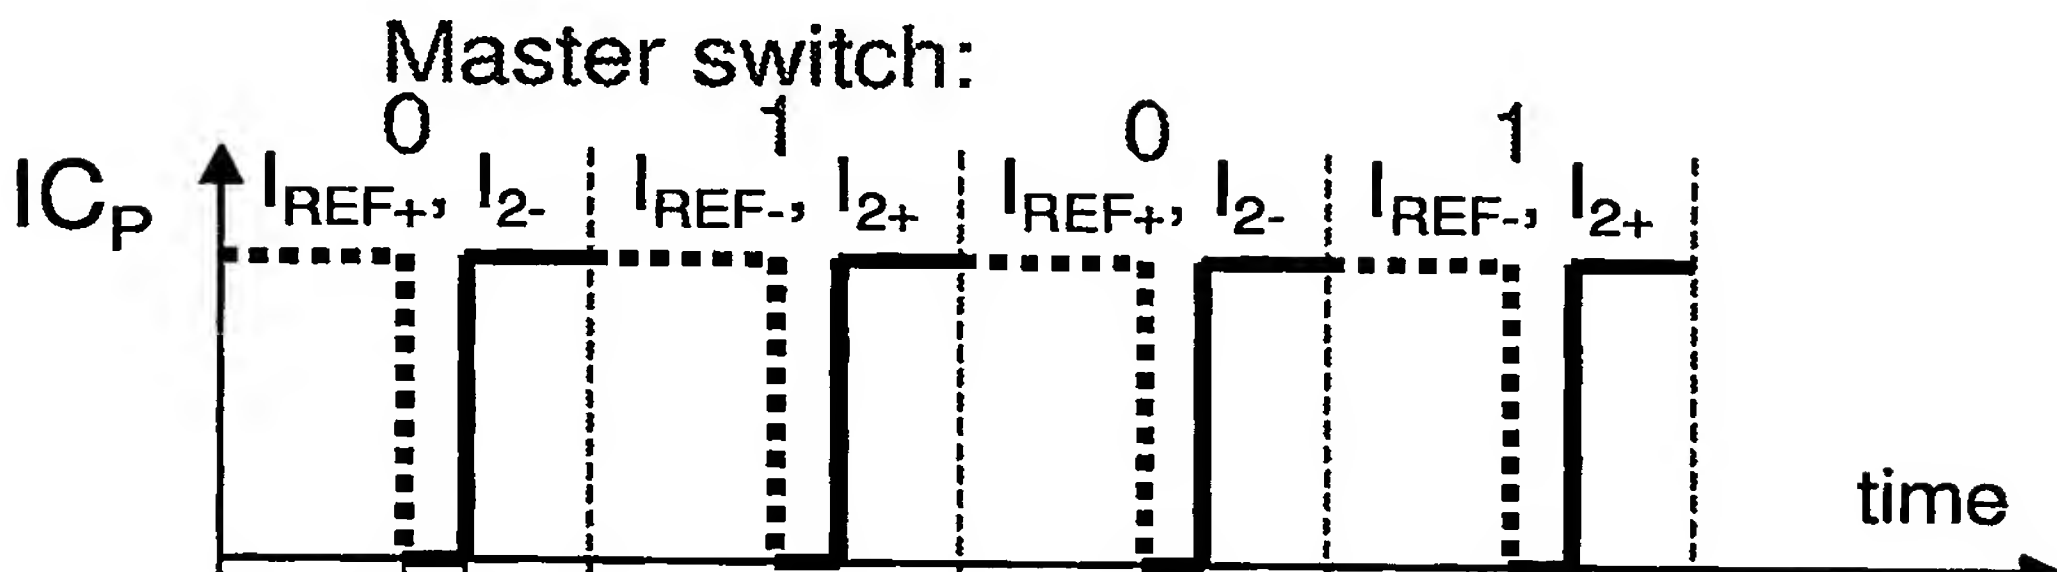 Master switch:
0 1 0 1
IC_P I_REF+, I_2- I_REF-, I_2+ I_REF+, I_2- I_REF-, I_2+
time